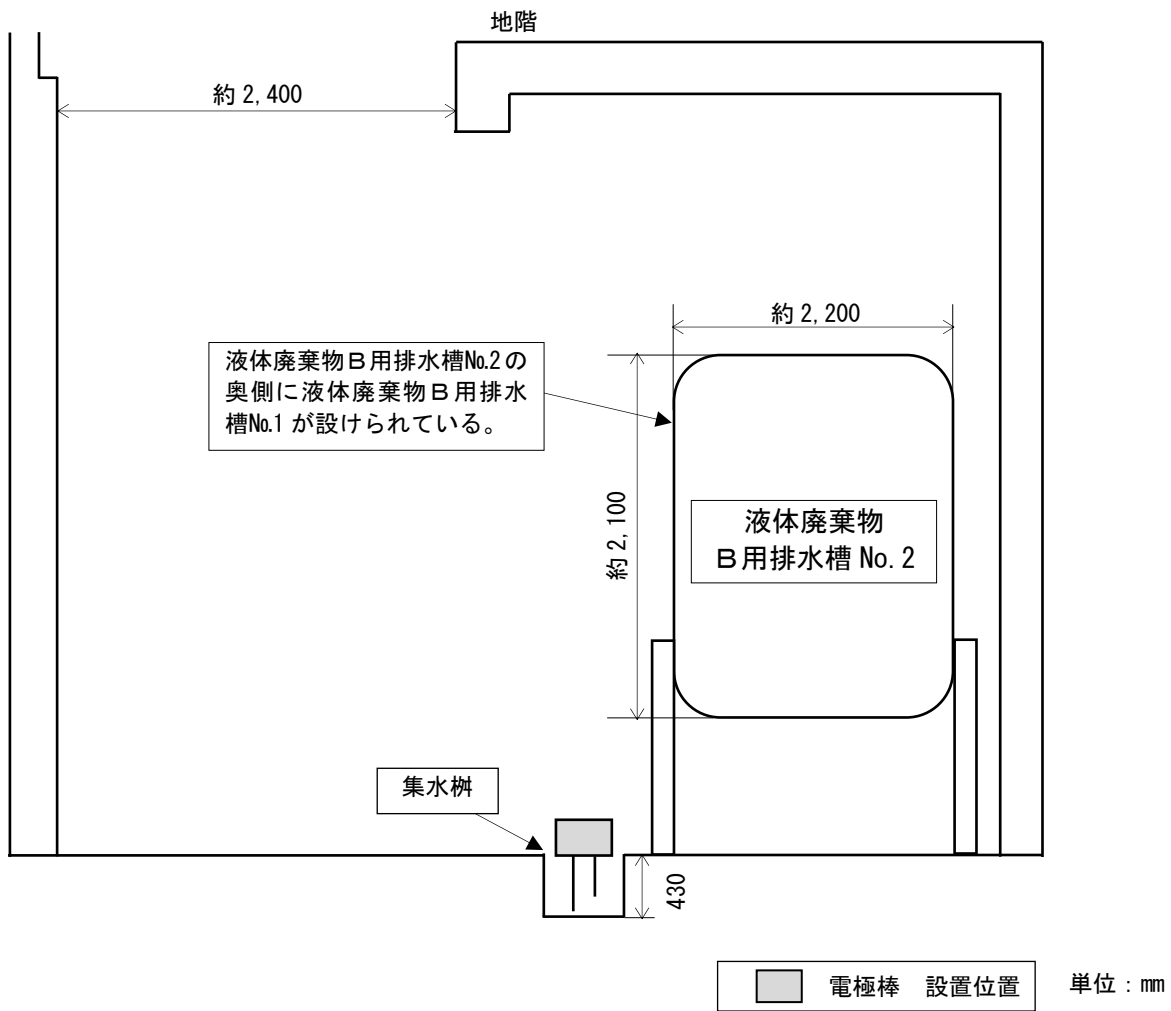 地階
約 2,400
約 2,200
液体廃棄物B用排水槽№2の
奥側に液体廃棄物B用排水
槽№1 が設けられている。
約 2,100
液体廃棄物
B用排水槽 No. 2
集水桝
430
電極棒 設置位置
単位:㎜